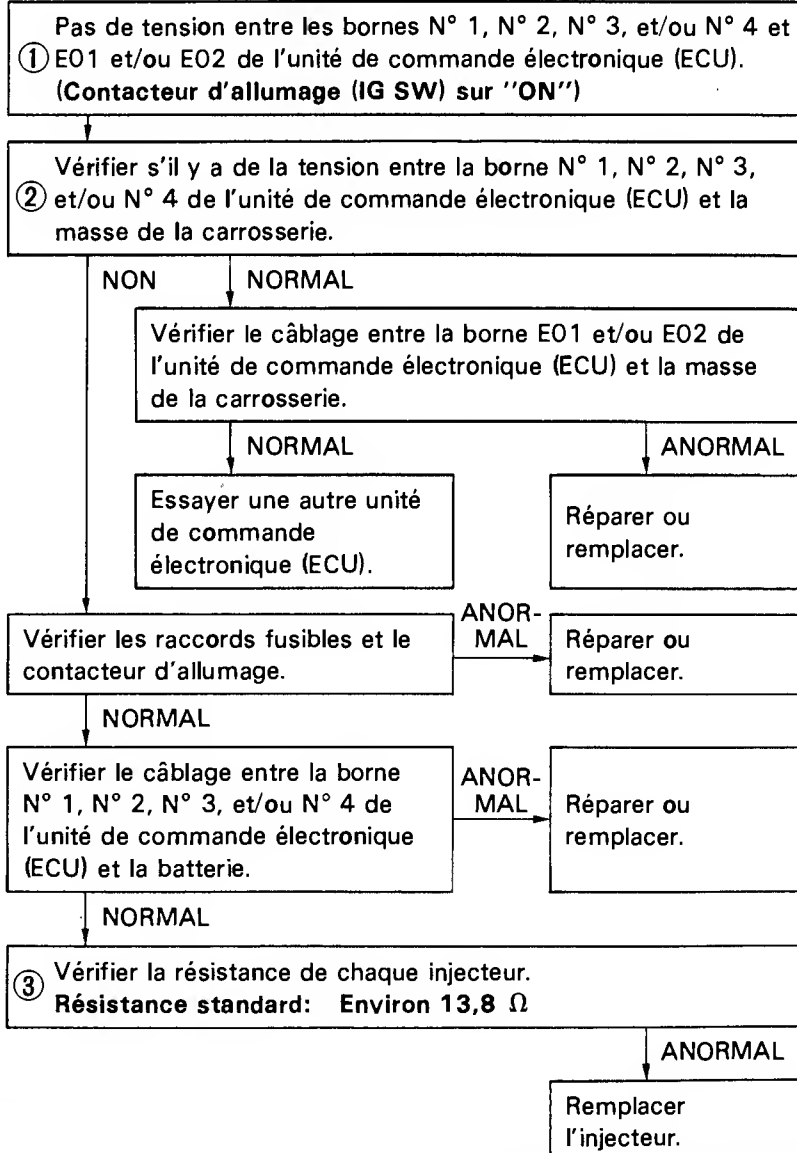 Pas de tension entre les bornes N° 1, N° 2, N° 3, et/ou N° 4 et
① E01 et/ou E02 de l'unité de commande électronique (ECU).
(Contacteur d'allumage (IG SW) sur "ON")
Vérifier s'il y a de la tension entre la borne N° 1, N° 2, N° 3,
② et/ou N° 4 de l'unité de commande électronique (ECU) et la
masse de la carrosserie.
NON NORMAL
Vérifier le câblage entre la borne E01 et/ou E02 de
l'unité de commande électronique (ECU) et la masse
de la carrosserie.
NORMAL ANORMAL
Essayer une autre unité
de commande
électronique (ECU).
Réparer ou
remplacer.
Vérifier les raccords fusibles et le
contacteur d'allumage.
ANOR-
MAL
Réparer ou
remplacer.
NORMAL
Vérifier le câblage entre la borne
N° 1, N° 2, N° 3, et/ou N° 4 de
l'unité de commande électronique
(ECU) et la batterie.
ANOR-
MAL
Réparer ou
remplacer.
NORMAL
③ Vérifier la résistance de chaque injecteur.
Résistance standard: Environ 13,8 Ω
ANORMAL
Remplacer
l'injecteur.